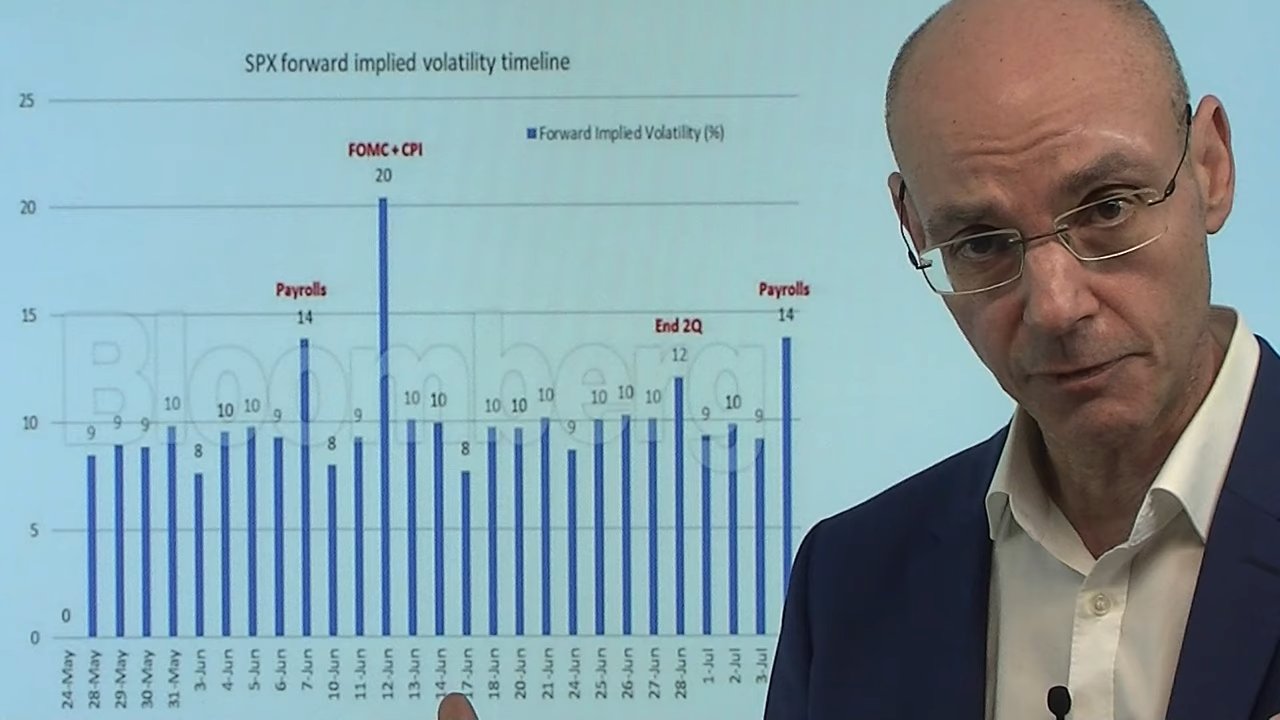 SPX forward implied volatility timeline
25
Forward Implied Volatility (%)
FOMC + CPI
20
20
Payrolls
14
Payrolls
14
15
End 2Q
12
Bloomberg
10
9
9
9
10
8
10
10
9
8
9
10
10
8
10
10
10
9
10
10
10
9
10
9
5
0
0
24-May
28-May
29-May
30-May
31-May
3-Jun
4-Jun
5-Jun
6-Jun
7-Jun
10-Jun
11-Jun
12-Jun
13-Jun
14-Jun
17-Jun
18-Jun
20-Jun
21-Jun
24-Jun
25-Jun
26-Jun
27-Jun
28-Jun
1-Jul
2-Jul
3-Jul